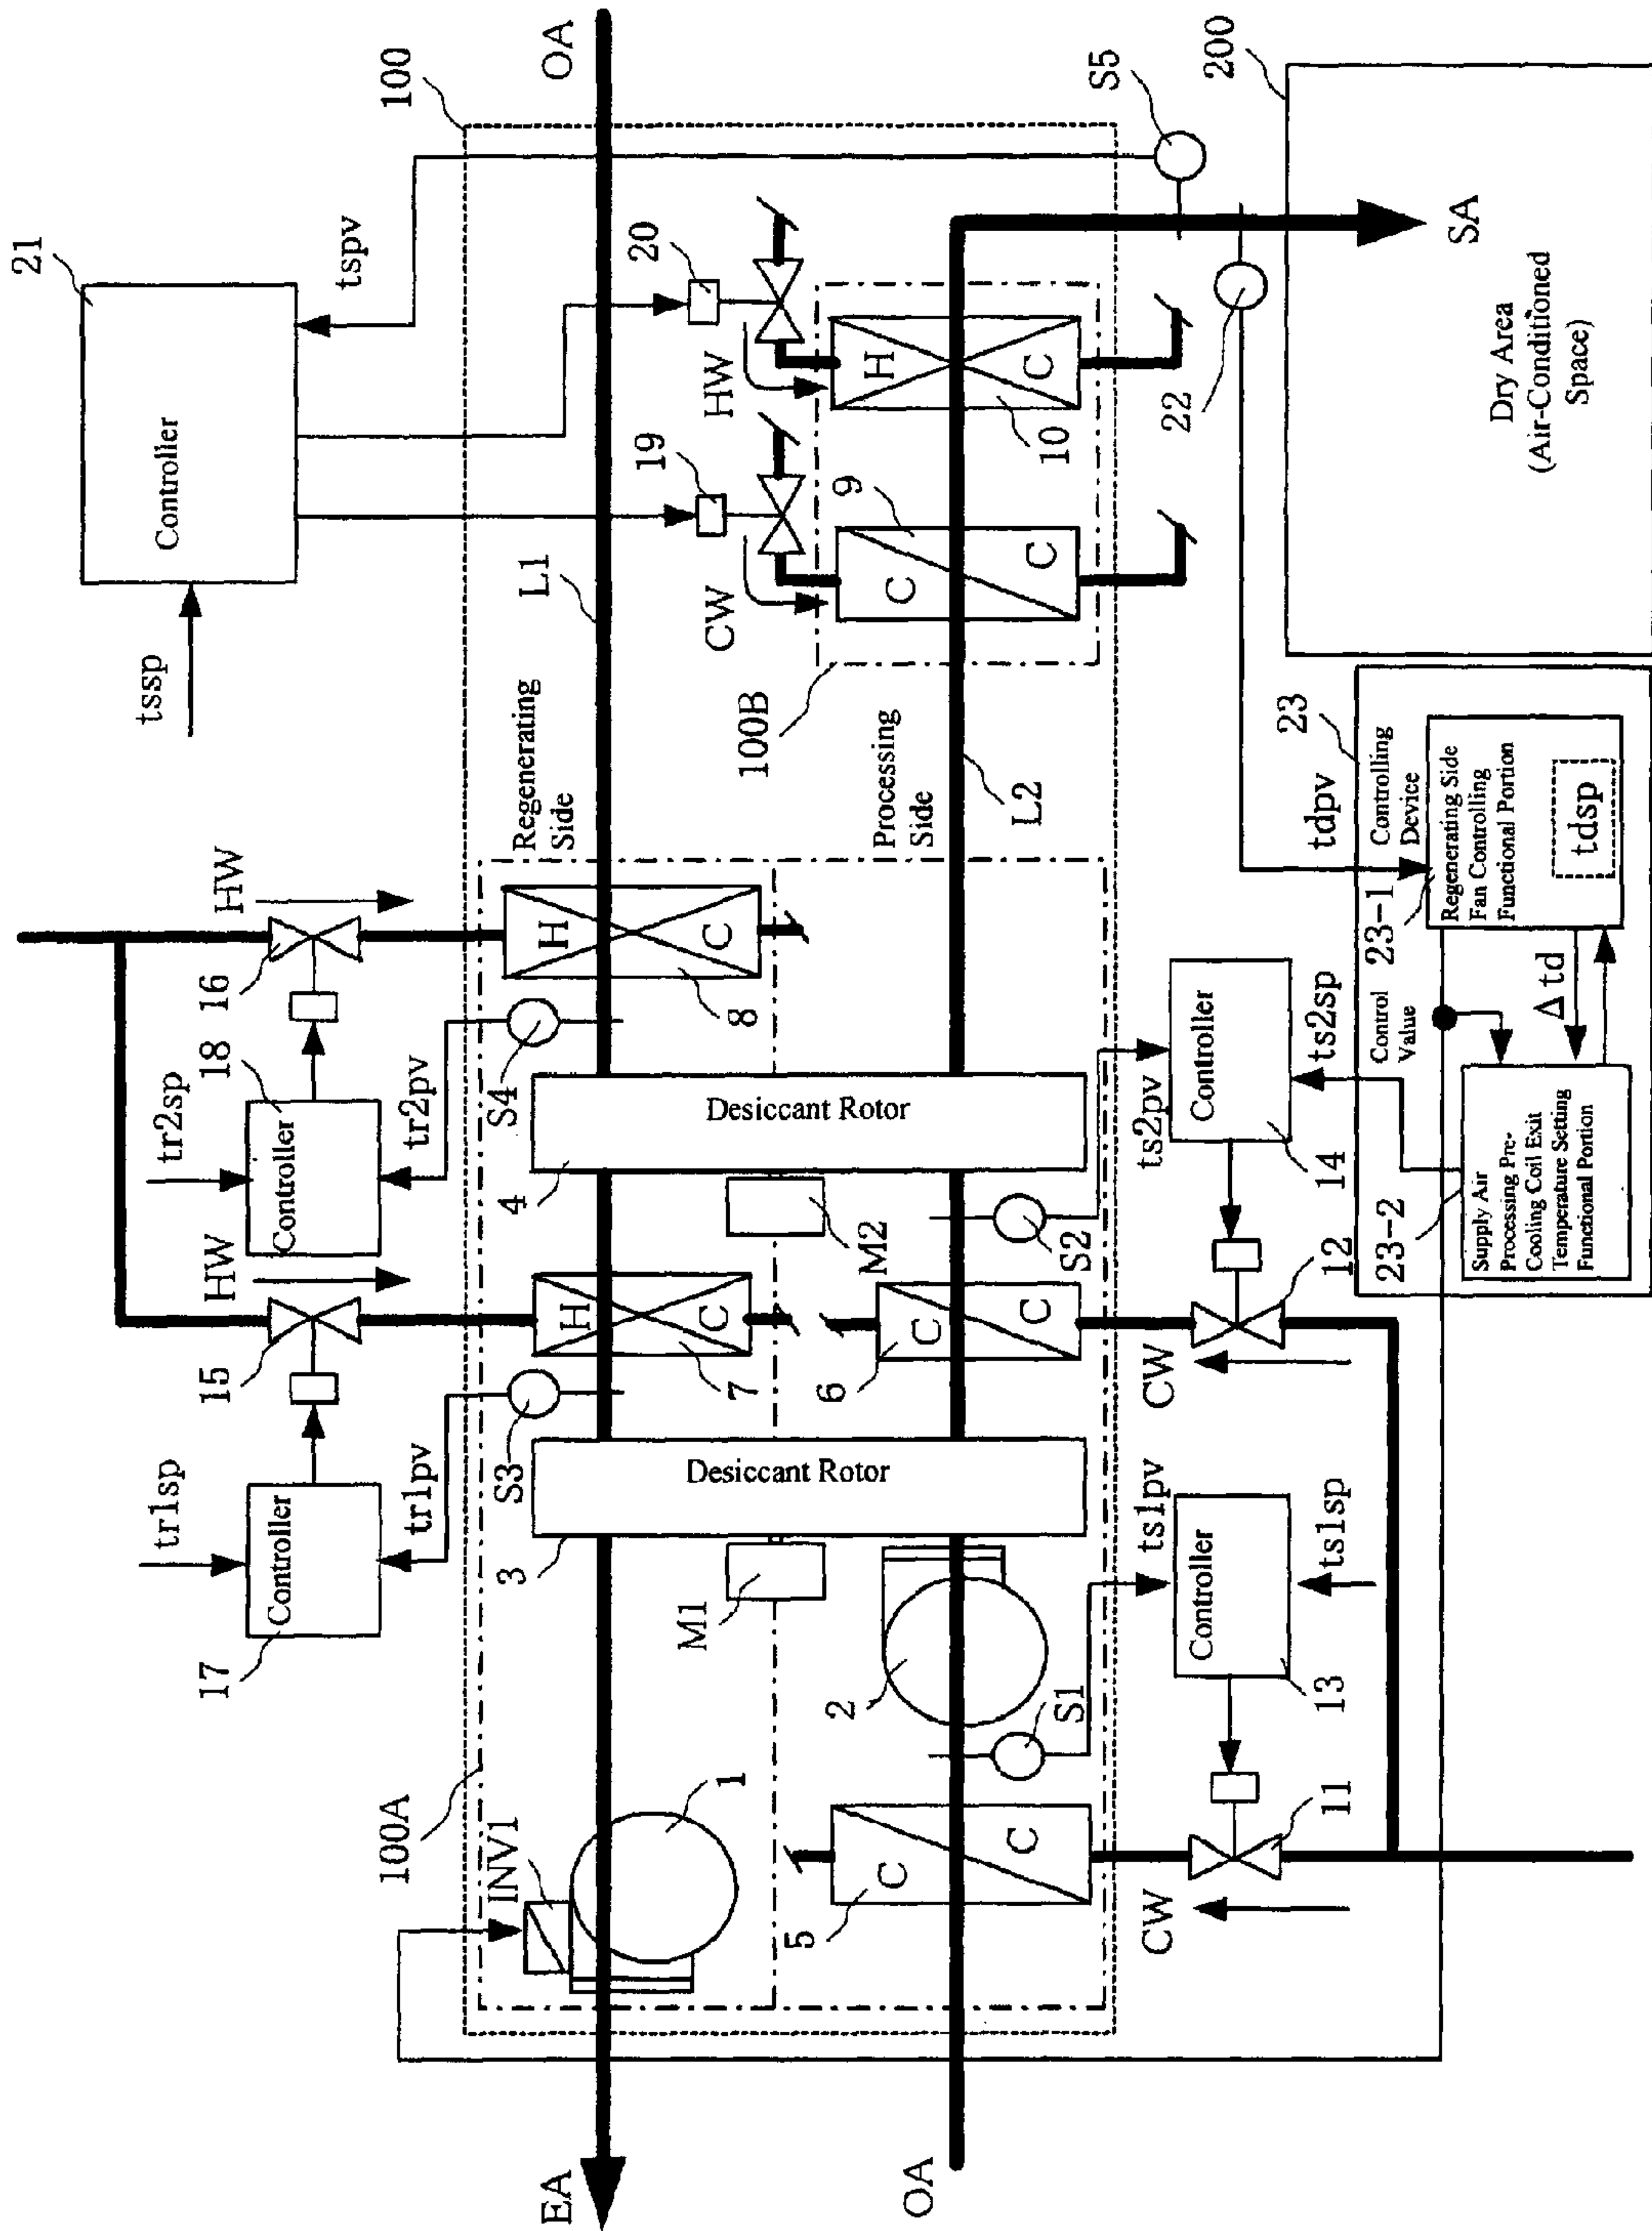 21
Controller
tssp
tspv
100
OA
L1
Regenerating
Side
Processing
Side
L2
100B
CW
19
HW
20
C
C
9
H
C
10
S5
22
200
SA
Dry Area
(Air-Conditioned
Space)
HW
16
18
Controller
tr2sp
tr2pv
S4
H
C
8
HW
15
17
Controller
tr1sp
tr1pv
S3
H
C
7
Desiccant Rotor
4
M2
Desiccant Rotor
3
M1
6
C
C
S2
ts2pv
Controller
14
ts2sp
12
CW
100A
INV1
1
2
S1
ts1pv
Controller
13
ts1sp
5
C
C
11
CW
EA
OA
tdpv
23
Controlling
Device
23-1
Regenerating Side
Fan Controlling
Functional Portion
tdsp
Δtd
Control
Value
23-2
Supply Air
Processing Pre-
Cooling Coil Exit
Temperature Setting
Functional Portion